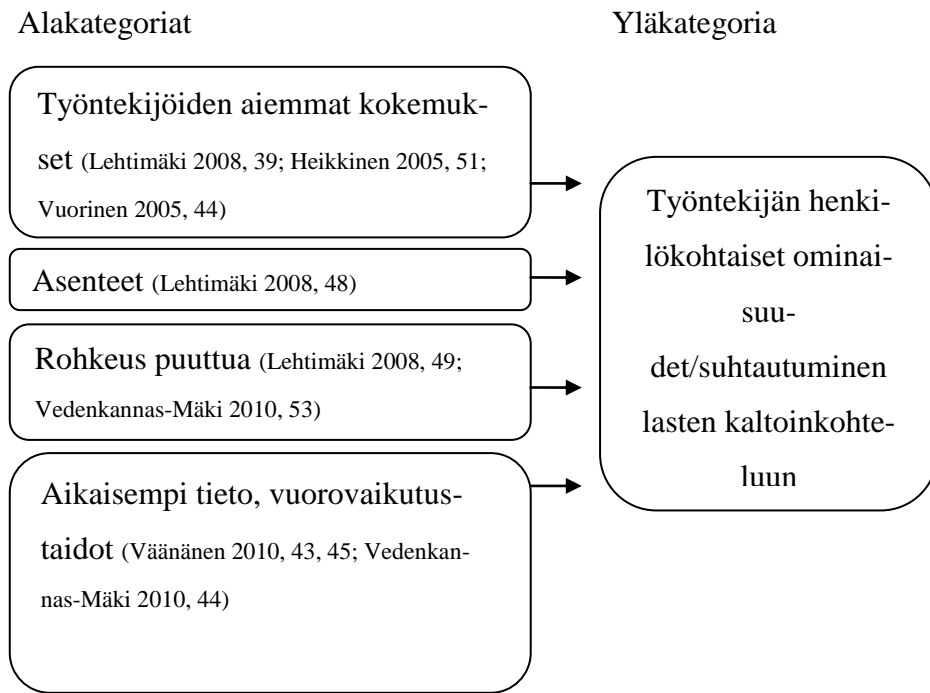 Alakategoriat
Yläkategoria
Työntekijöiden aiemmat kokemuk-
set (Lehtimäki 2008, 39; Heikkinen 2005, 51;
Vuorinen 2005, 44)
Asenteet (Lehtimäki 2008, 48)
Rohkeus puuttua (Lehtimäki 2008, 49;
Vedenkannas-Mäki 2010, 53)
Aikaisempi tieto, vuorovaikutus-
taidot (Väänänen 2010, 43, 45; Vedenkan-
nas-Mäki 2010, 44)
Työntekijän henki-
lökohtaiset ominai-
suu-
det/suhtautuminen
lasten kaltoinkohte-
luun